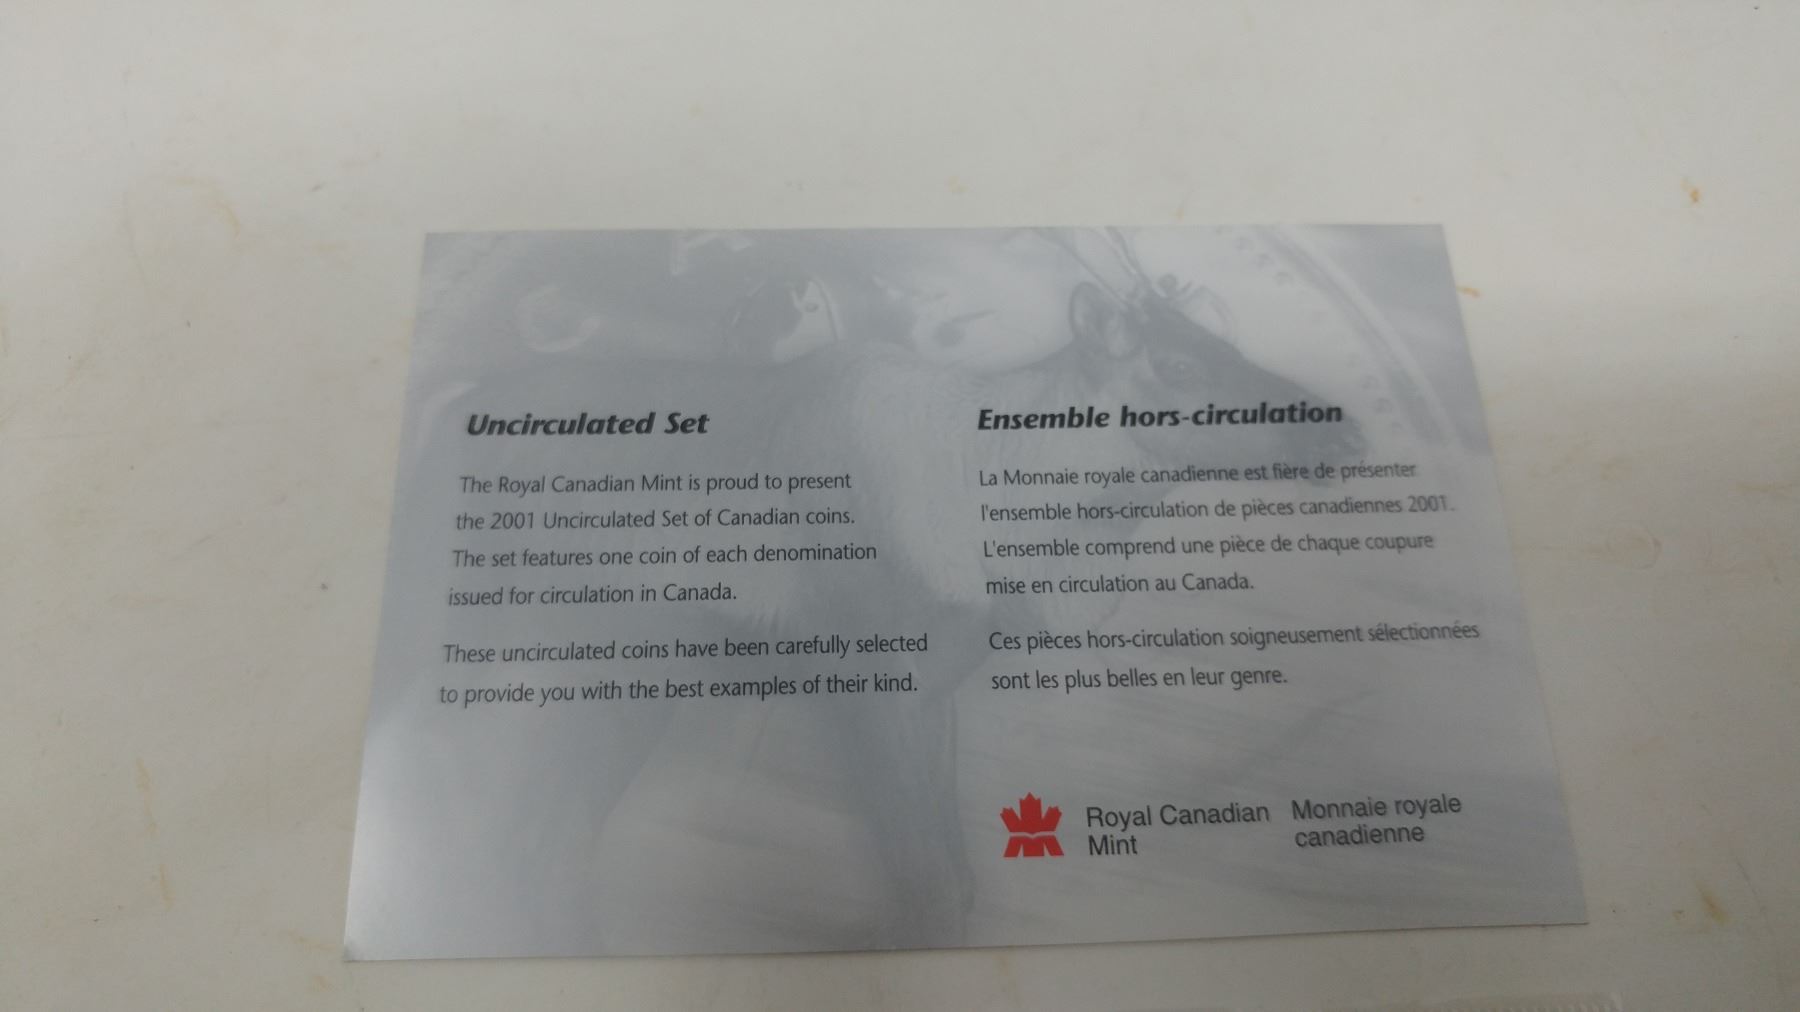 Uncirculated Set
The Royal Canadian Mint is proud to present
the 2001 Uncirculated Set of Canadian coins.
The set features one coin of each denomination
issued for circulation in Canada.
These uncirculated coins have been carefully selected
to provide you with the best examples of their kind.
Ensemble hors-circulation
La Monnaie royale canadienne est fière de présenter
l'ensemble hors-circulation de pièces canadiennes 2001.
L'ensemble comprend une pièce de chaque coupure
mise en circulation au Canada.
Ces pièces hors-circulation soigneusement sélectionnées
sont les plus belles en leur genre.
Royal Canadian
Mint
Monnaie royale
canadienne